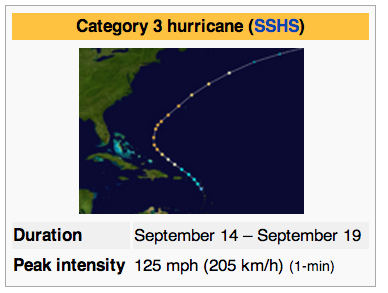 Category 3 hurricane (SSHS)
Duration September 14 – September 19
Peak intensity 125 mph (205 km/h) (1-min)